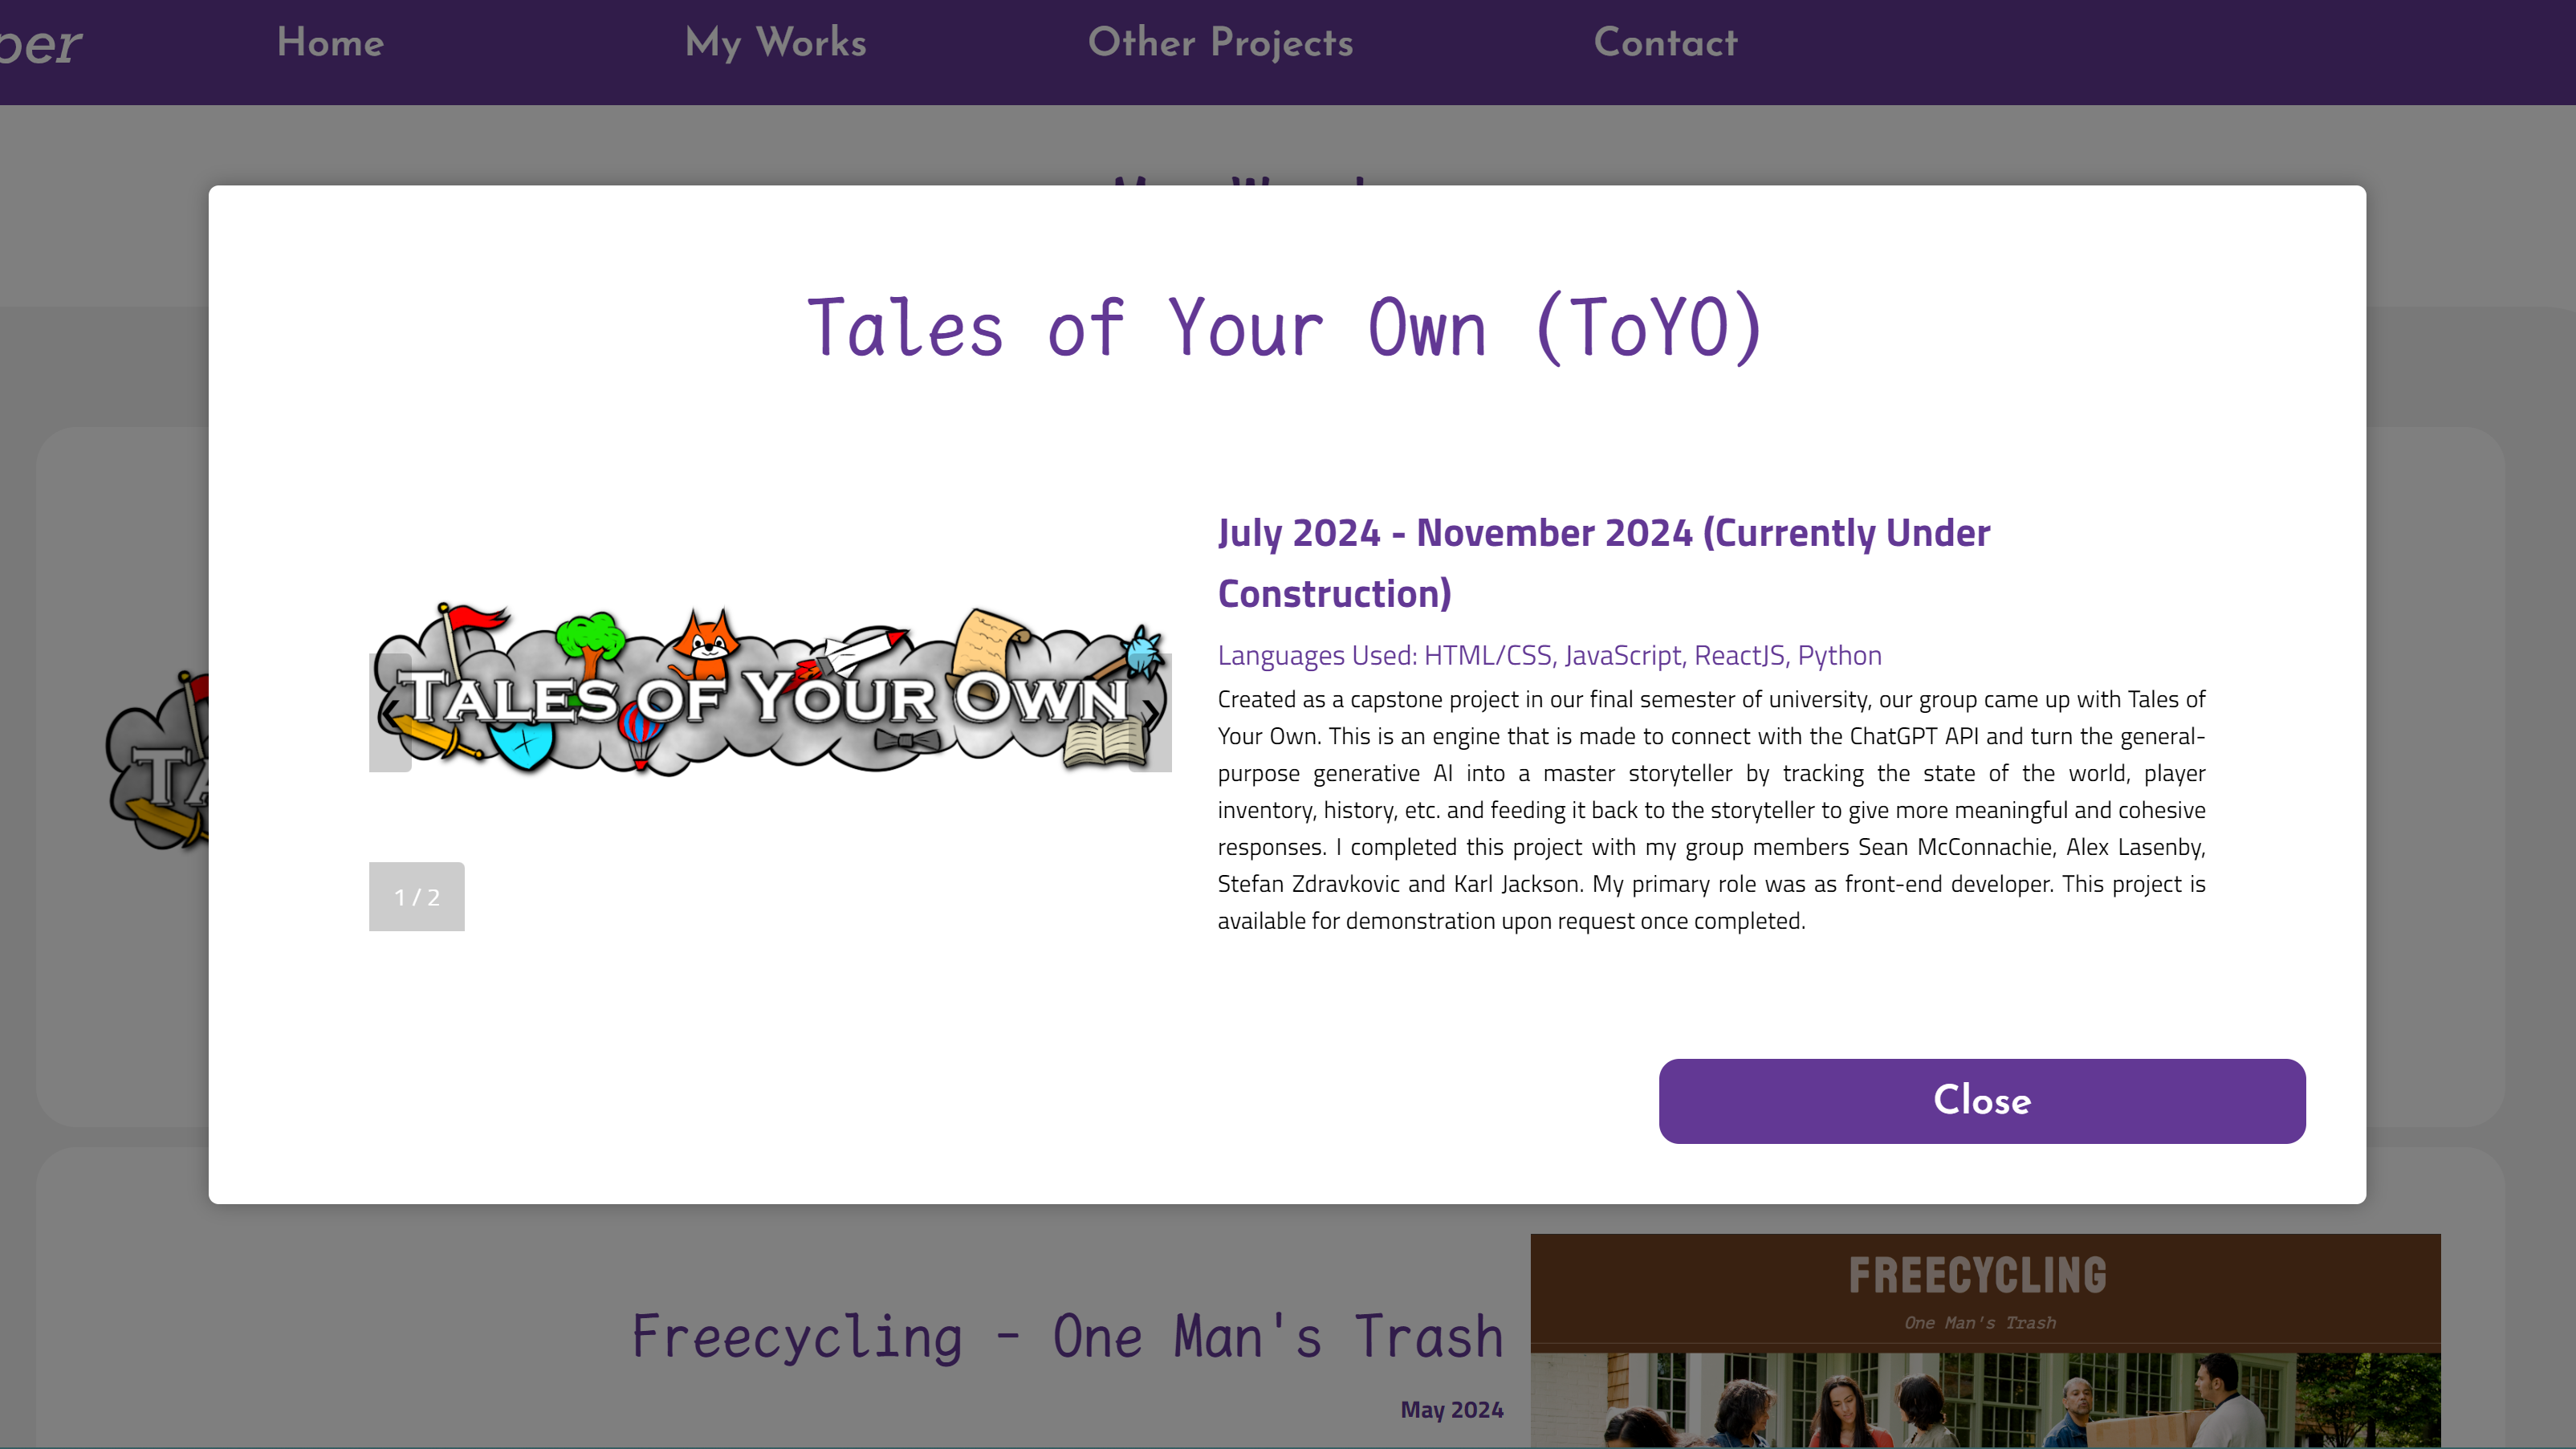 per
Home
My Works
Other Projects
Contact
Tales of Your Own (ToYO)
TALES OF YOUR OWN
1 / 2
July 2024 - November 2024 (Currently Under
Construction)
Languages Used: HTML/CSS, JavaScript, ReactJS, Python
Created as a capstone project in our final semester of university, our group came up with Tales of
Your Own. This is an engine that is made to connect with the ChatGPT API and turn the general-
purpose generative AI into a master storyteller by tracking the state of the world, player
inventory, history, etc. and feeding it back to the storyteller to give more meaningful and cohesive
responses. I completed this project with my group members Sean McConnachie, Alex Lasenby,
Stefan Zdravkovic and Karl Jackson. My primary role was as front-end developer. This project is
available for demonstration upon request once completed.
Close
TA
Freecycling - One Man's Trash
May 2024
FREECYCLING
One Man's Trash